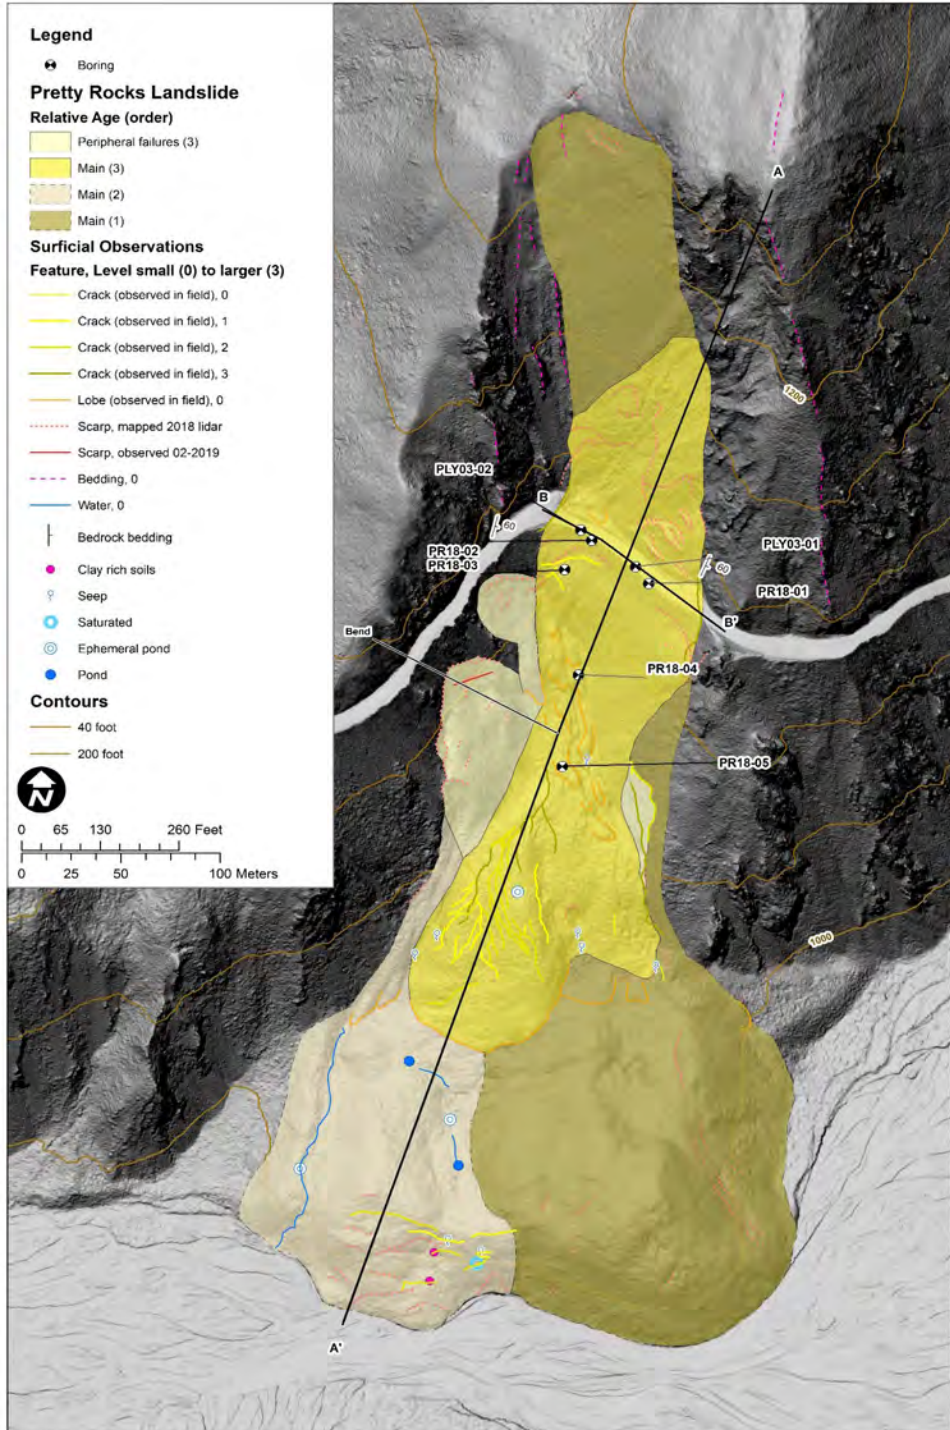 Legend
Boring
Pretty Rocks Landslide
Relative Age (order)
Peripheral failures (3)
Main (3)
Main (2)
Main (1)
Surficial Observations
Feature, Level small (0) to larger (3)
Crack (observed in field), 0
Crack (observed in field), 1
Crack (observed in field), 2
Crack (observed in field), 3
Lobe (observed in field), 0
Scarp, mapped 2018 lidar
Scarp, observed 02-2019
Bedding, 0
Water, 0
Bedrock bedding
Clay rich soils
Seep
Saturated
Ephemeral pond
Pond
Contours
40 foot
200 foot
N
0 65 130 260 Feet
0 25 50 100 Meters
A
1200
PLY03-02
B
60
PR18-02
PR18-03
PLY03-01
60
PR18-01
B'
Bend
PR18-04
PR18-05
1000
A'